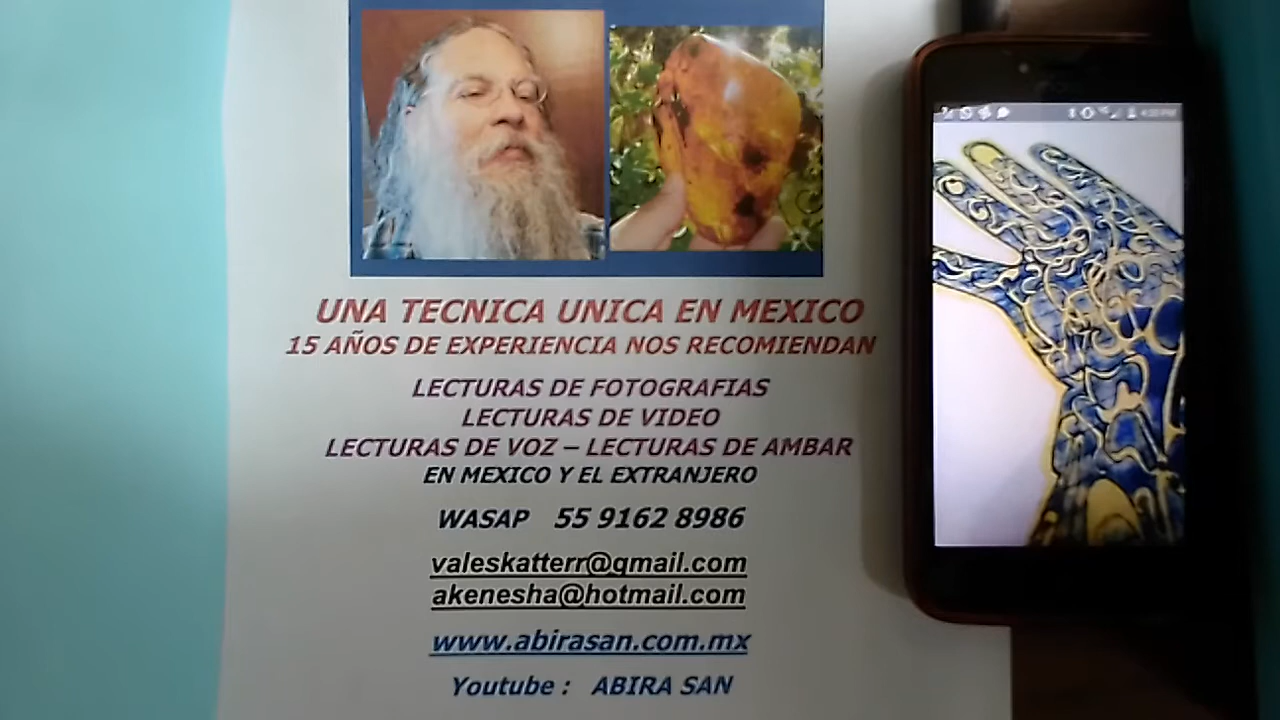 UNA TECNICA UNICA EN MEXICO
15 AÑOS DE EXPERIENCIA NOS RECOMIENDAN
LECTURAS DE FOTOGRAFIAS
LECTURAS DE VIDEO
LECTURAS DE VOZ – LECTURAS DE AMBAR
EN MEXICO Y EL EXTRANJERO
WASAP 55 9162 8986
valeskatterr@gmail.com
akenesha@hotmail.com
www.abirasan.com.mx
Youtube : ABIRA SAN